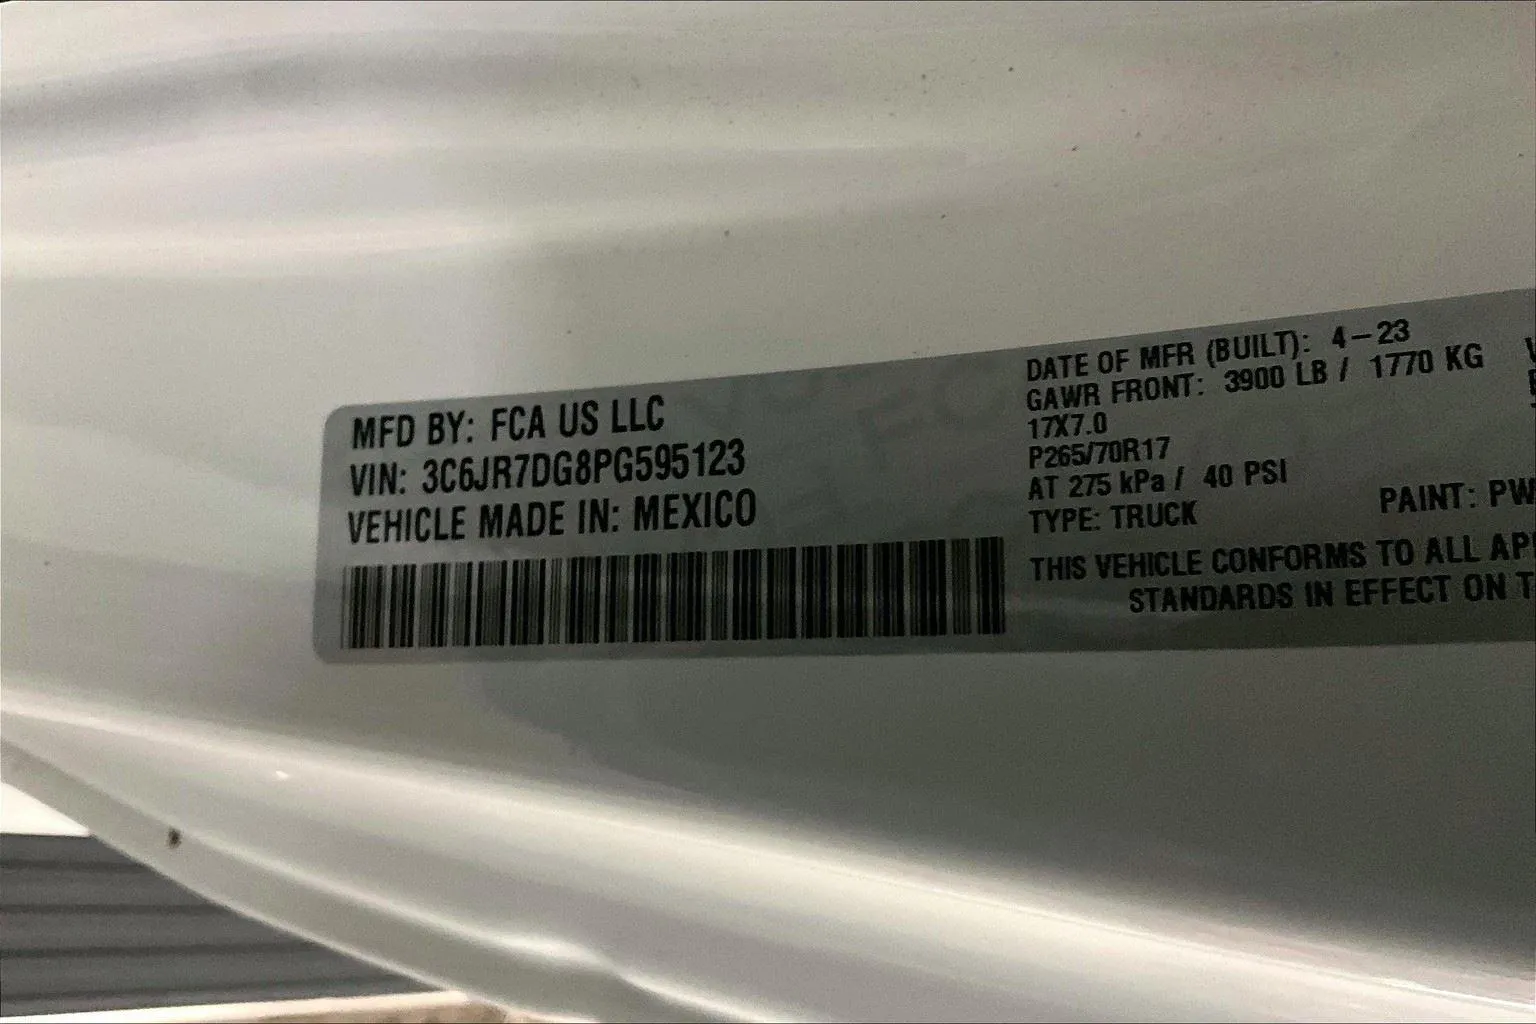 MFD BY: FCA US LLC
VIN: 3C6JR7DG8PG595123
VEHICLE MADE IN: MEXICO
DATE OF MFR (BUILT): 4-23
GAWR FRONT: 3900 LB / 1770 KG
17X7.0
P265/70R17
AT 275 kPa / 40 PSI
TYPE: TRUCK PAINT: PW
THIS VEHICLE CONFORMS TO ALL AP
STANDARDS IN EFFECT ON T